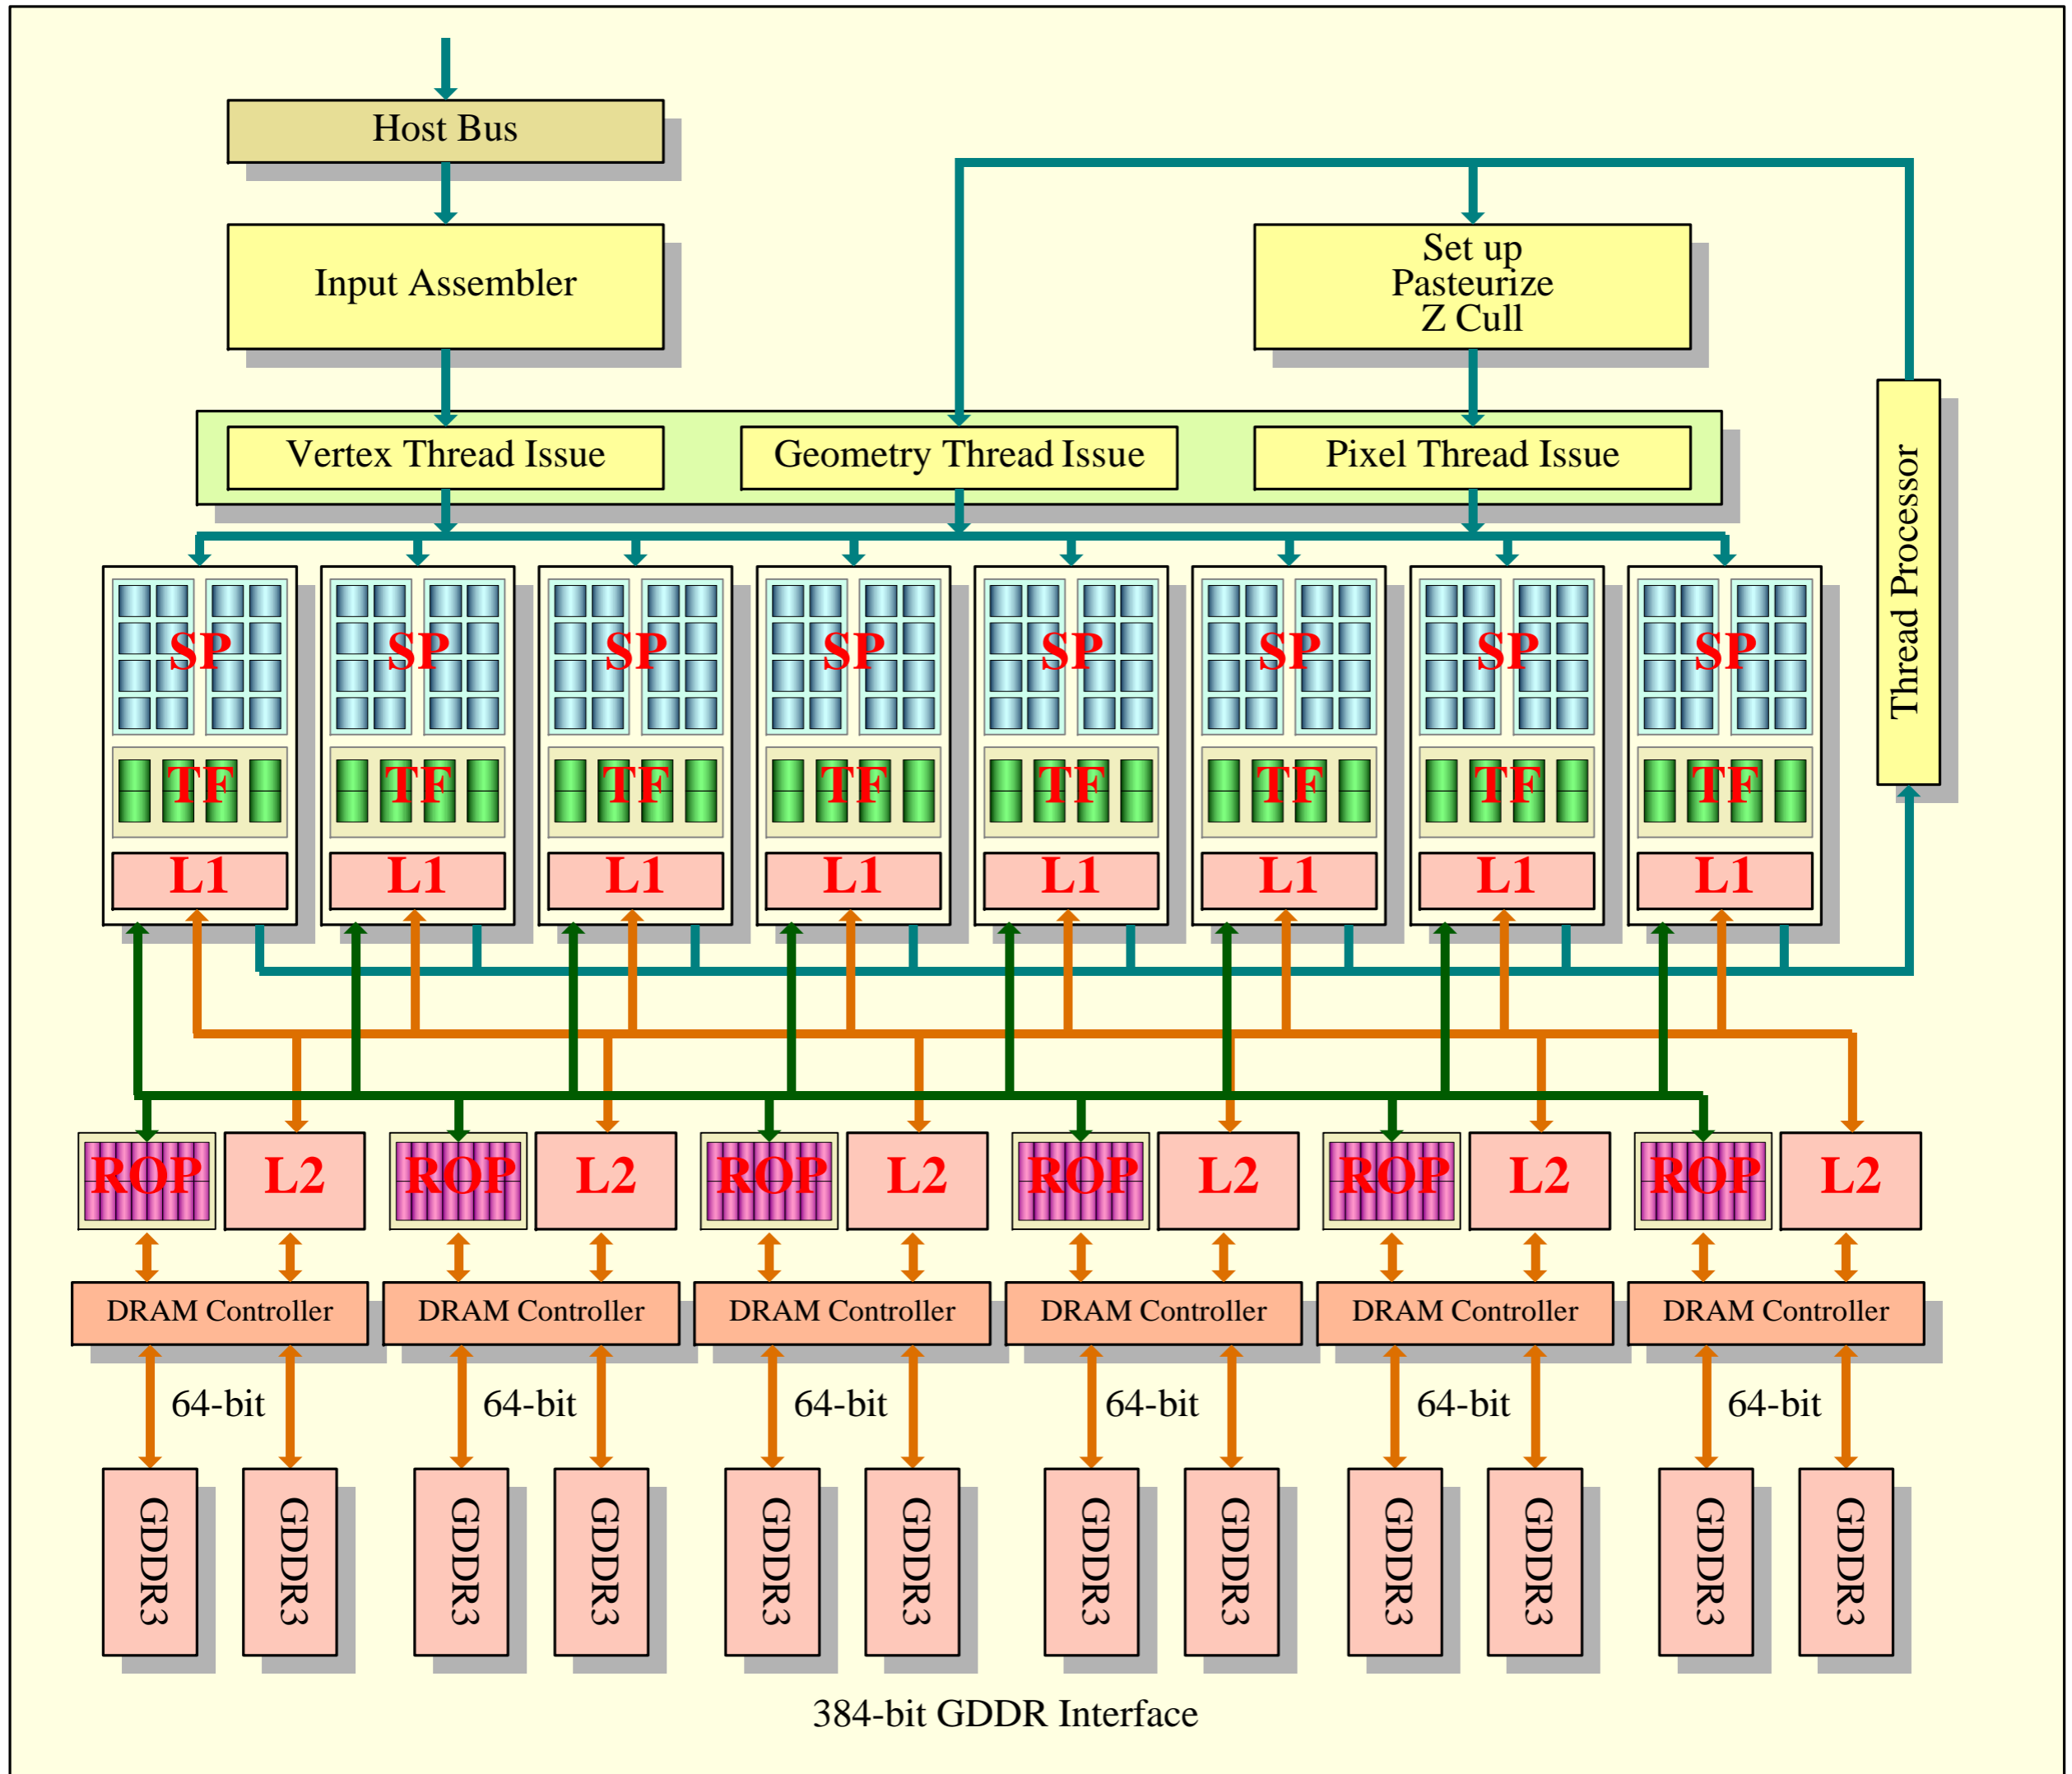 Host Bus
Input Assembler
Set up
Pasteurize
Z Cull
Vertex Thread Issue
Geometry Thread Issue
Pixel Thread Issue
Thread Processor
SP SP SP SP SP SP SP SP
TF TF TF TF TF TF TF TF
L1 L1 L1 L1 L1 L1 L1 L1
ROP L2 ROP L2 ROP L2 ROP L2 ROP L2 ROP L2
DRAM Controller DRAM Controller DRAM Controller DRAM Controller DRAM Controller DRAM Controller
64-bit 64-bit 64-bit 64-bit 64-bit 64-bit
GDDR3 GDDR3 GDDR3 GDDR3 GDDR3 GDDR3 GDDR3 GDDR3 GDDR3 GDDR3 GDDR3 GDDR3
384-bit GDDR Interface